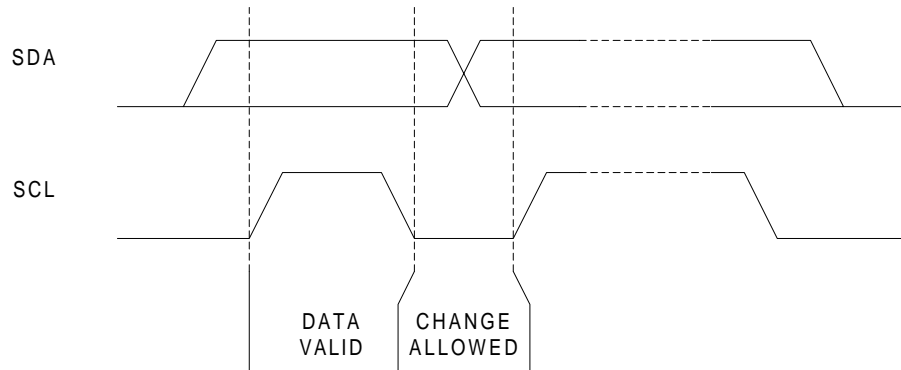 SDA
SCL
DATA
VALID
CHANGE
ALLOWED